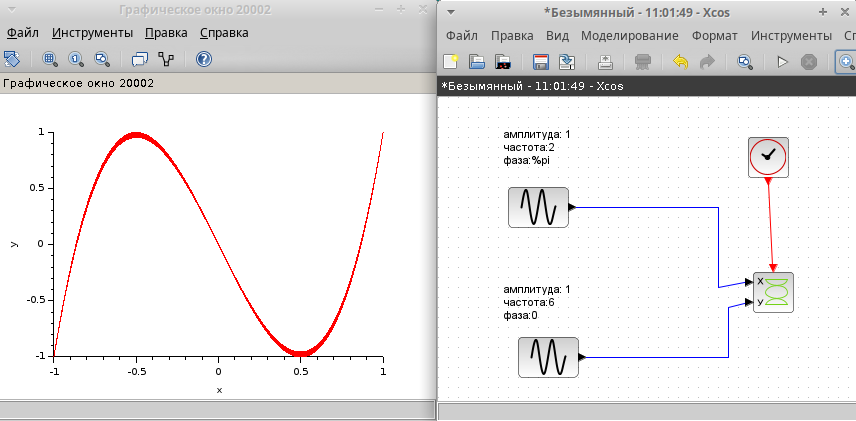 Графическое окно 20002
Файл Инструменты Правка Справка
Графическое окно 20002
1
0.5
0
-0.5
-1
y
-1 -0.5 0 0.5 1
x
*Безымянный - 11:01:49 - Xcos
Файл Правка Вид Моделирование Формат Инструменты Сп
*Безымянный - 11:01:49 - Xcos
амплитуда: 1
частота:2
фаза:%pi
X
У
амплитуда: 1
частота:6
фаза:0